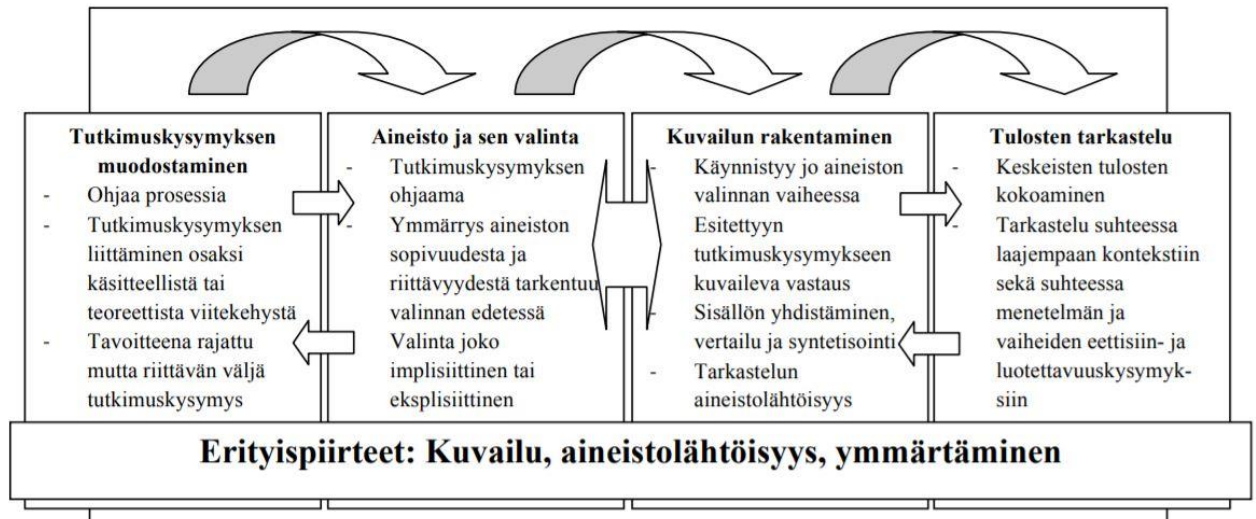 Tutkimuskysymyksen
muodostaminen
- Ohjaa prosessia
- Tutkimuskysymyksen
liittäminen osaksi
käsitteellistä tai
teoreettista viitekehystä
- Tavoitteena rajattu
mutta riittävän väljä
tutkimuskysymys
Aineisto ja sen valinta
- Tutkimuskysymyksen
ohjaama
- Ymmärrys aineiston
sopivuudesta ja
riittävyydestä tarkentuu
valinnan edetessä
- Valinta joko
implisiittinen tai
eksplisiittinen
Kuvailun rakentaminen
- Käynnistyy jo aineiston
valinnan vaiheessa
Esitettyyn
tutkimuskysymykseen
kuvaileva vastaus
- Sisällön yhdistäminen,
vertailu ja syntetisointi
- Tarkastelun
aineistolähtöisyys
Tulosten tarkastelu
- Keskeisten tulosten
kokoaminen
- Tarkastelu suhteessa
laajempaan kontekstiin
sekä suhteessa
menetelmän ja
vaiheiden eettisiin- ja
luotettavuuskysymyk-
siin
Erityispiirteet: Kuvailu, aineistolähtöisyys, ymmärtäminen